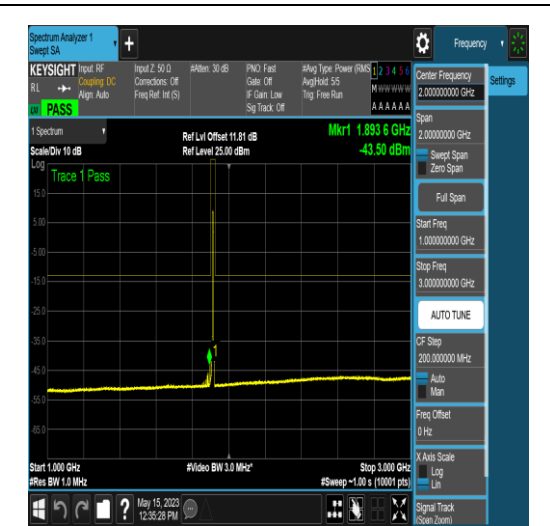 Spectrum Analyzer 1
Swept SA
+
Frequency
KEYSIGHT
RL
PASS
Input: RF
Coupling: DC
Align: Auto
Input Z: 50 Ω
Corrections: Off
Freq Ref: Int (S)
#Atten: 30 dB
PNO: Fast
Gate: Off
IF Gain: Low
Sig Track: Off
#Avg Type: Power (RMS
Avg|Hold: 5/5
Trig: Free Run
1 2 3 4 5 6
M W W W W W
A A A A A A
1 Spectrum
Scale/Div 10 dB
Ref Lvl Offset 11.81 dB
Ref Level 25.00 dBm
Mkr1 1.893 6 GHz
-43.50 dBm
Log
Trace 1 Pass
15.0
5.00
-5.00
-15.0
-25.0
-35.0
-45.0
-55.0
-65.0
1
Start 1.000 GHz
#Res BW 1.0 MHz
#Video BW 3.0 MHz*
Stop 3.000 GHz
#Sweep ~1.00 s (10001 pts)
Center Frequency
2.000000000 GHz
Settings
Span
2.00000000 GHz
Swept Span
Zero Span
Full Span
Start Freq
1.000000000 GHz
Stop Freq
3.000000000 GHz
AUTO TUNE
CF Step
200.000000 MHz
Auto
Man
Freq Offset
0 Hz
X Axis Scale
Log
Lin
Signal Track
(Span Zoom)
?
May 15, 2023
12:35:28 PM